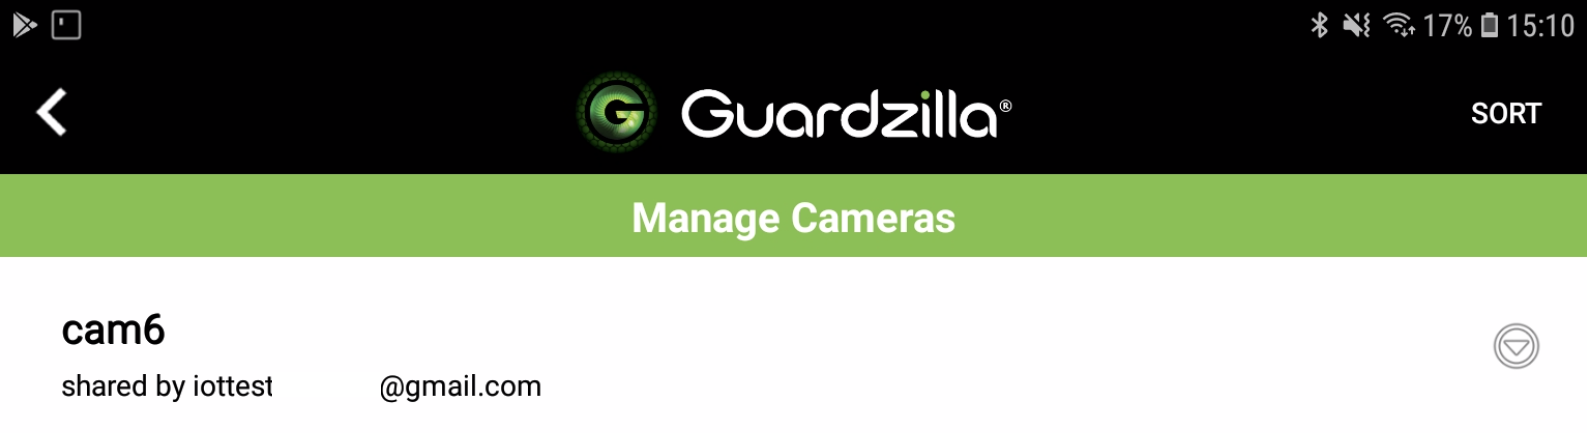 17% 15:10
Guardzilla® SORT
Manage Cameras
cam6
shared by iottest @gmail.com